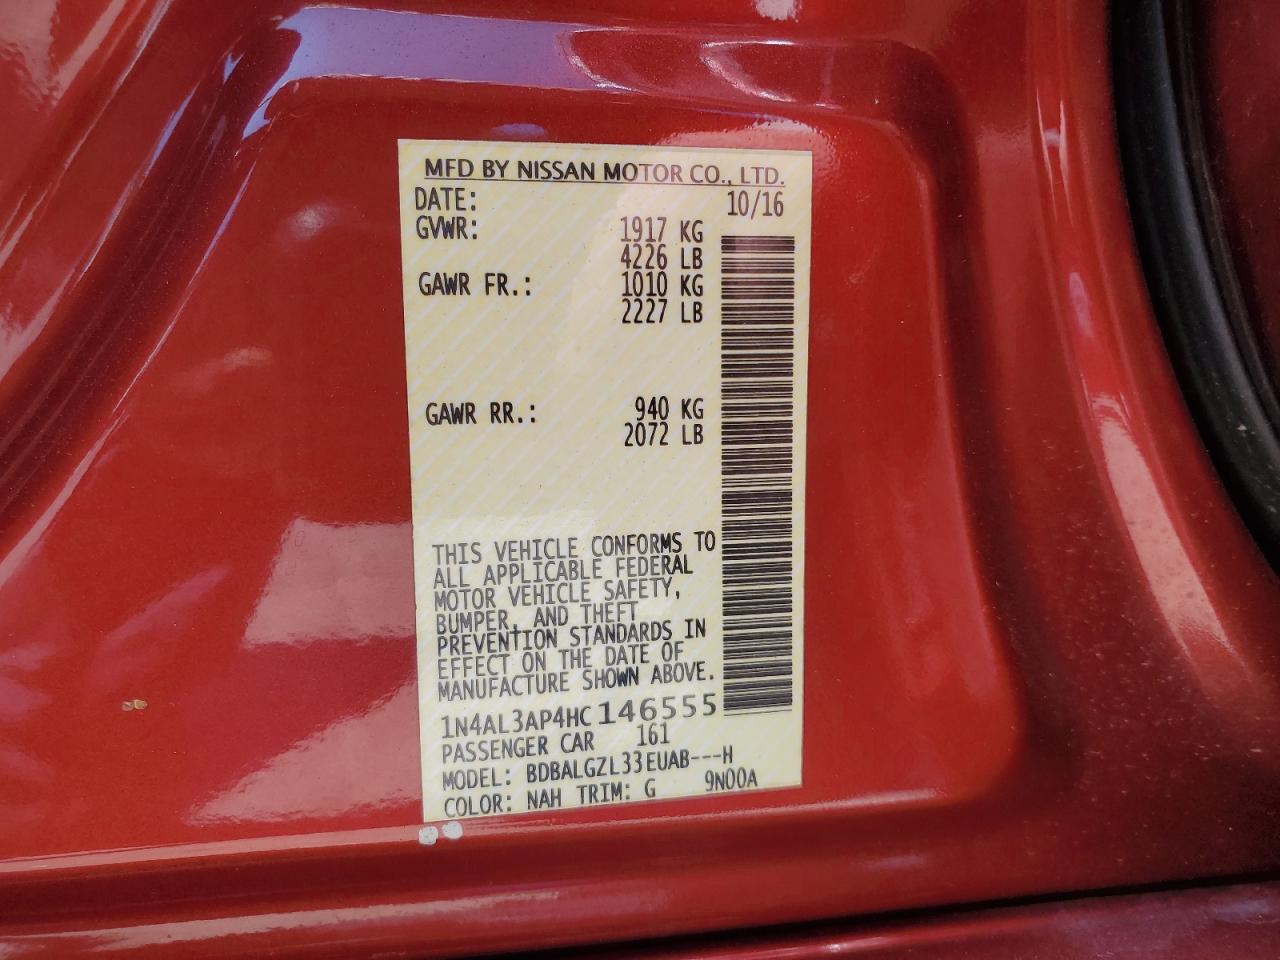 MFD BY NISSAN MOTOR CO., LTD.
DATE: 10/16
GVWR: 1917 KG
4226 LB
GAWR FR.: 1010 KG
2227 LB
GAWR RR.: 940 KG
2072 LB
THIS VEHICLE CONFORMS TO
ALL APPLICABLE FEDERAL
MOTOR VEHICLE SAFETY,
BUMPER, AND THEFT
PREVENTION STANDARDS IN
EFFECT ON THE DATE OF
MANUFACTURE SHOWN ABOVE.
1N4AL3AP4HC146555
PASSENGER CAR 161
MODEL: BDBALGZL33EUAB---H
COLOR: NAH TRIM: G 9N00A